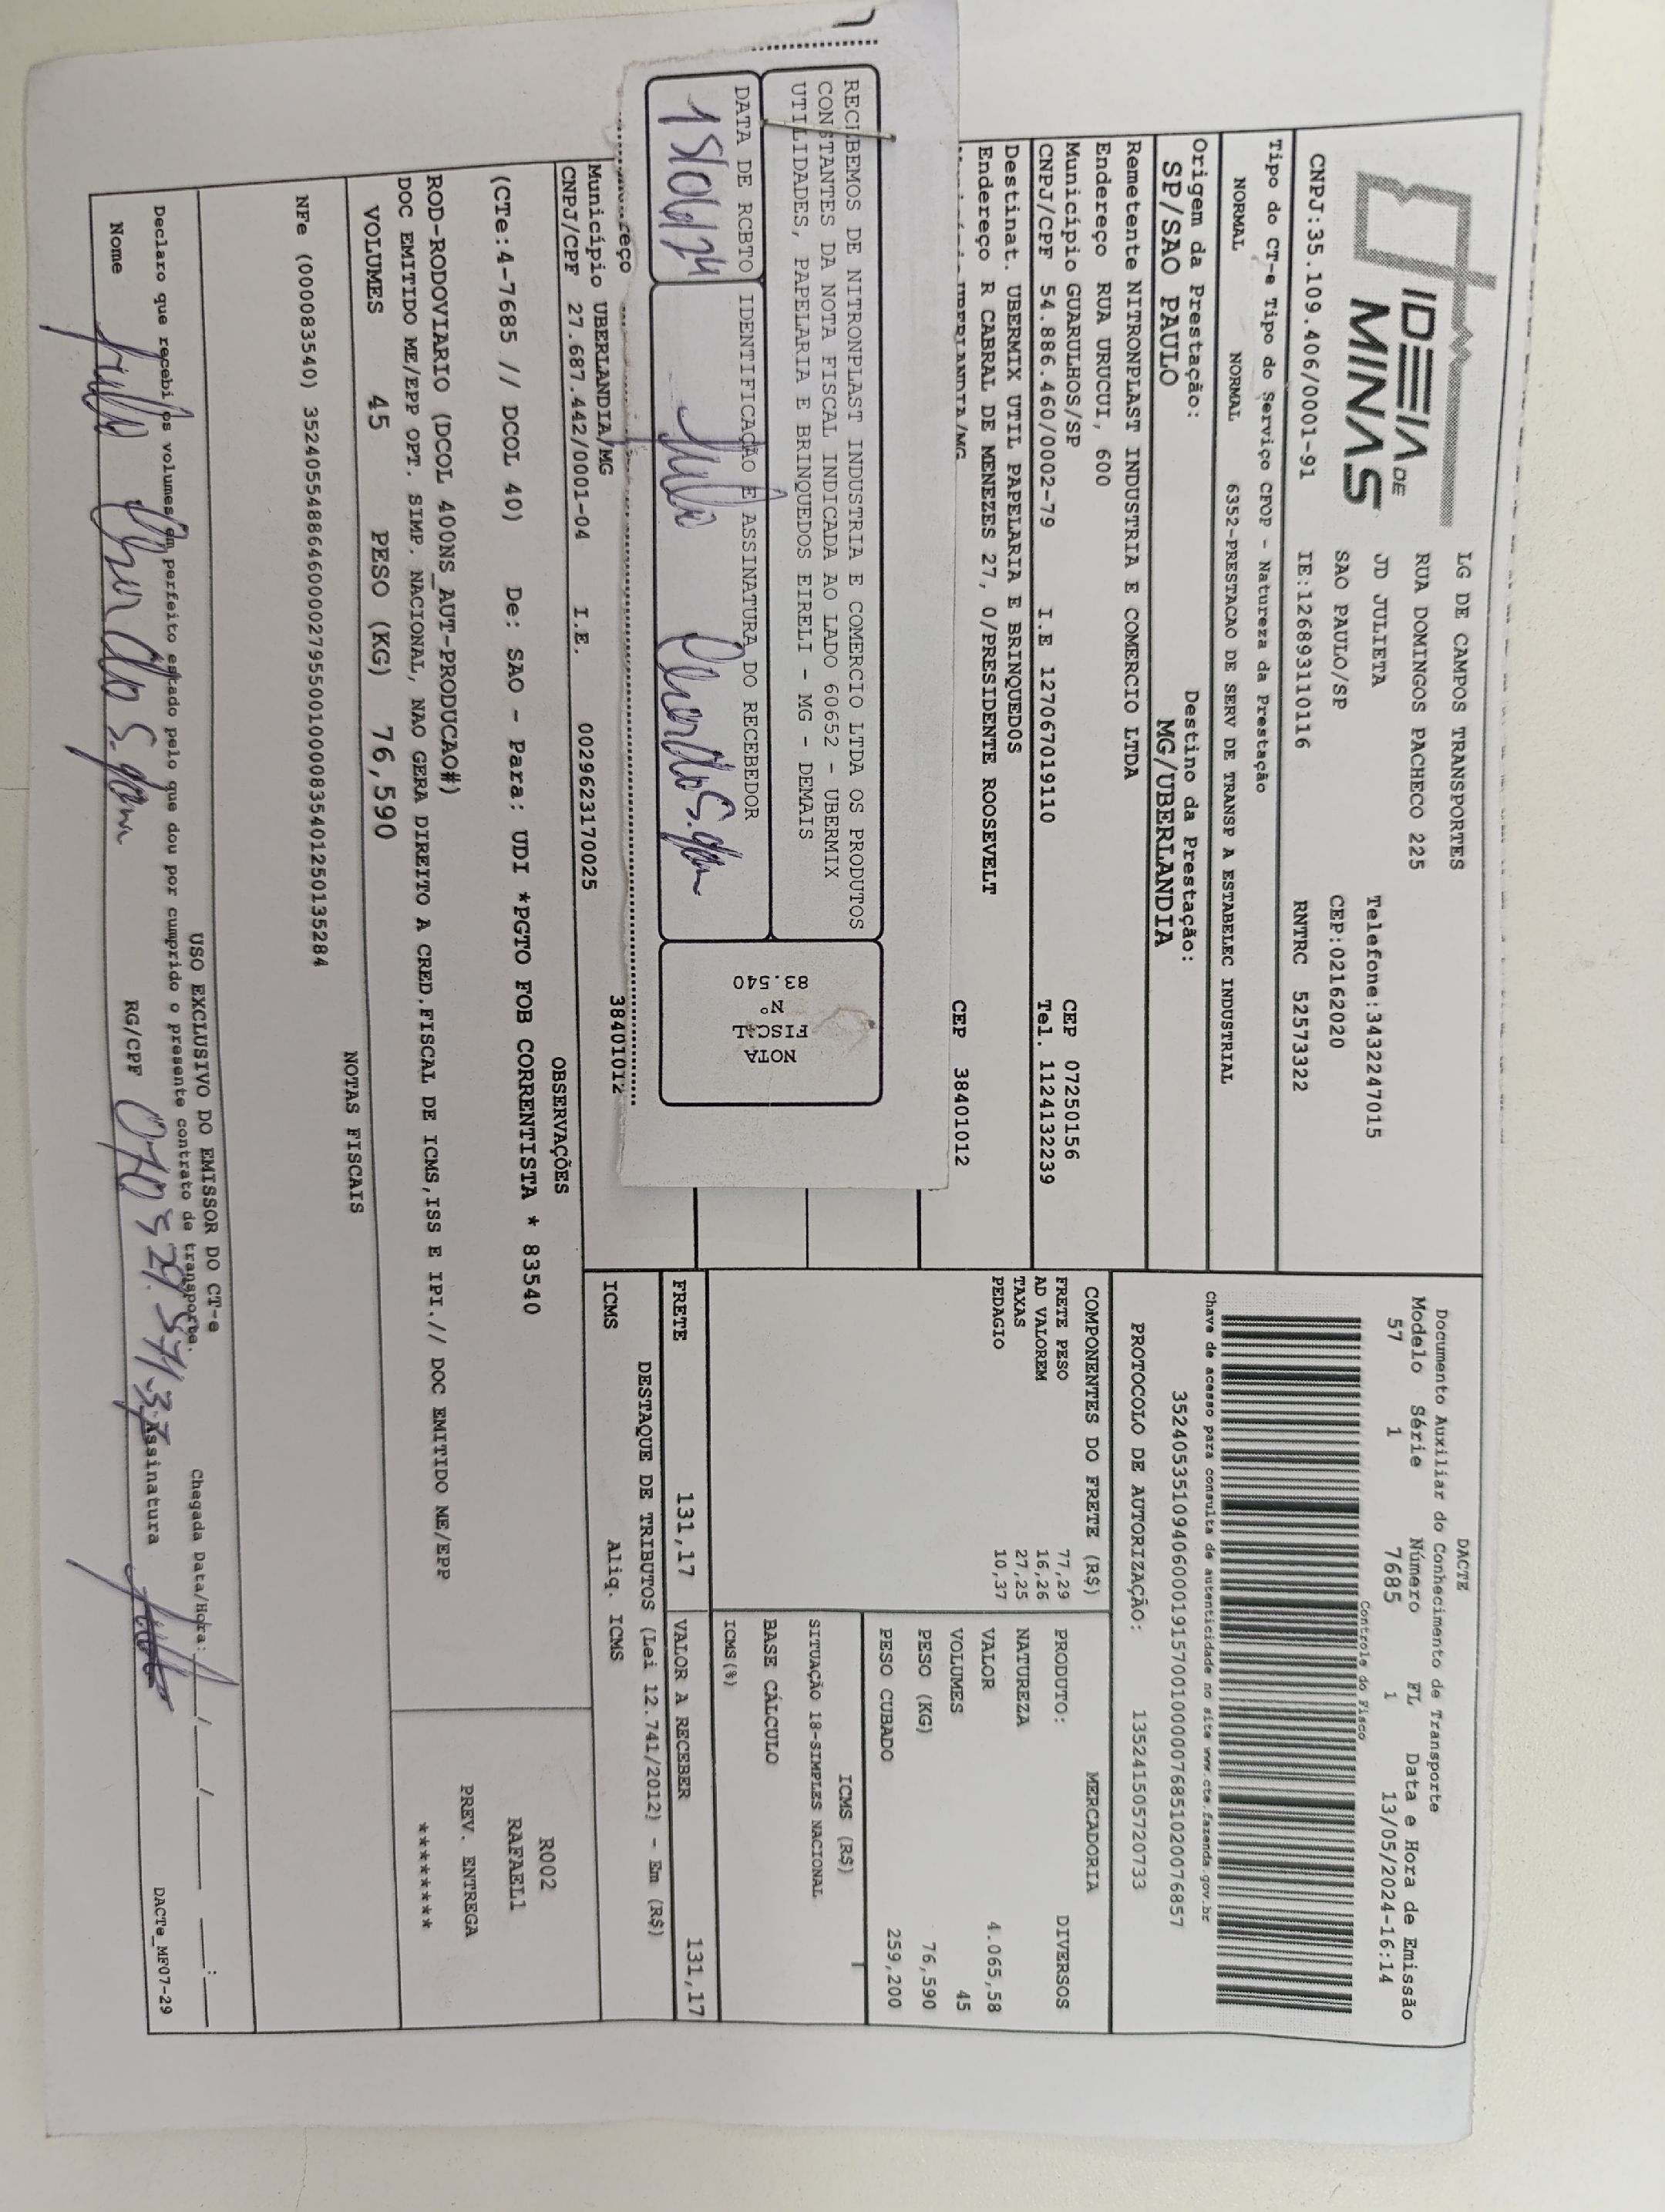 IDEIA DE
MINAS
LG DE CAMPOS TRANSPORTES
RUA DOMINGOS PACHECO 225
JD JULIETA
Telefone:3432247015
SAO PAULO/SP
CEP:02162020
CNPJ:35.109.406/0001-91
IE:126893110116
RNTRC 52573322
Tipo do CT-e Tipo do Serviço CFOP - Natureza da Prestação
NORMAL NORMAL 6352-PRESTACAO DE SERV DE TRANSP A ESTABELEC INDUSTRIAL
Origem da Prestação:
Destino da Prestação:
SP/SAO PAULO
MG/UBERLANDIA
Remetente NITRONPLAST INDUSTRIA E COMERCIO LTDA
Endereço RUA URUCUI, 600
Município GUARULHOS/SP
CEP 07250156
CNPJ/CPF 54.886.460/0002-79 I.E 127067019110 Tel. 11241132239
Destinat. UBERMIX UTIL PAPELARIA E BRINQUEDOS
Endereço R CABRAL DE MENEZES 27, 0/PRESIDENTE ROOSEVELT
UBERLANDIA/MG
CEP 38401012
DACTE
Documento Auxiliar do Conhecimento de Transporte
Modelo Série Número FL Data e Hora de Emissão
57 1 7685 1 13/05/2024-16:14
Controle do Fisco
Chave de acesso para consulta de autenticidade no site www.cte.fazenda.gov.br
35240535109406000191570010000076851020076857
PROTOCOLO DE AUTORIZAÇÃO: 135241505720733
COMPONENTES DO FRETE (R$)
FRETE PESO 77,29
AD VALOREM 16,26
TAXAS 27,25
PEDAGIO 10,37
MERCADORIA
PRODUTO: DIVERSOS
NATUREZA
VALOR 4.065,58
VOLUMES 45
PESO (KG) 76,590
PESO CUBADO 259,200
ICMS (R$)
SITUAÇÃO 18-SIMPLES NACIONAL
BASE CÁLCULO
ICMS(%)
FRETE 131,17
VALOR A RECEBER 131,17
DESTAQUE DE TRIBUTOS (Lei 12.741/2012) - Em (R$)
ICMS Aliq. ICMS
RECEBEMOS DE NITRONPLAST INDUSTRIA E COMERCIO LTDA OS PRODUTOS
CONSTANTES DA NOTA FISCAL INDICADA AO LADO 60652 - UBERMIX
UTILIDADES, PAPELARIA E BRINQUEDOS EIRELI - MG - DEMAIS
DATA DE RCBTO
IDENTIFICAÇÃO E ASSINATURA DO RECEBEDOR
NOTA
FISCAL
Nº
83.540
Município UBERLANDIA/MG
38401012
CNPJ/CPF 27.687.442/0001-04 I.E. 0029623170025
OBSERVAÇÕES
(CTe:4-7685 // DCOL 40) De: SAO - Para: UDI *PGTO FOB CORRENTISTA * 83540
ROD-RODOVIARIO (DCOL 400NS_AUT-PRODUCAO#)
DOC EMITIDO ME/EPP OPT. SIMP. NACIONAL, NAO GERA DIREITO A CRED.FISCAL DE ICMS,ISS E IPI.// DOC EMITIDO ME/EPP
R002
RAFAEL1
PREV. ENTREGA
********
VOLUMES 45 PESO (KG) 76,590
NOTAS FISCAIS
NFe (000083540) 35240554886460000279550010000835401250135284
USO EXCLUSIVO DO EMISSOR DO CT-e
Declaro que recebi os volumes em perfeito estado pelo que dou por cumprido o presente contrato de transporte.
Chegada Data/Hora: ___/___/_____ ___:___
Nome
RG/CPF
Assinatura
DACTe_MF07-29